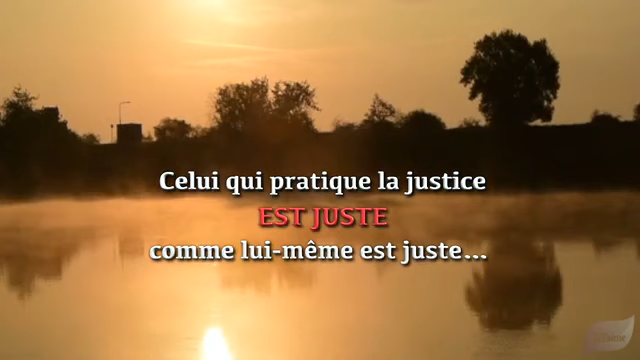 Celui qui pratique la justice
EST JUSTE
comme lui-même est juste...